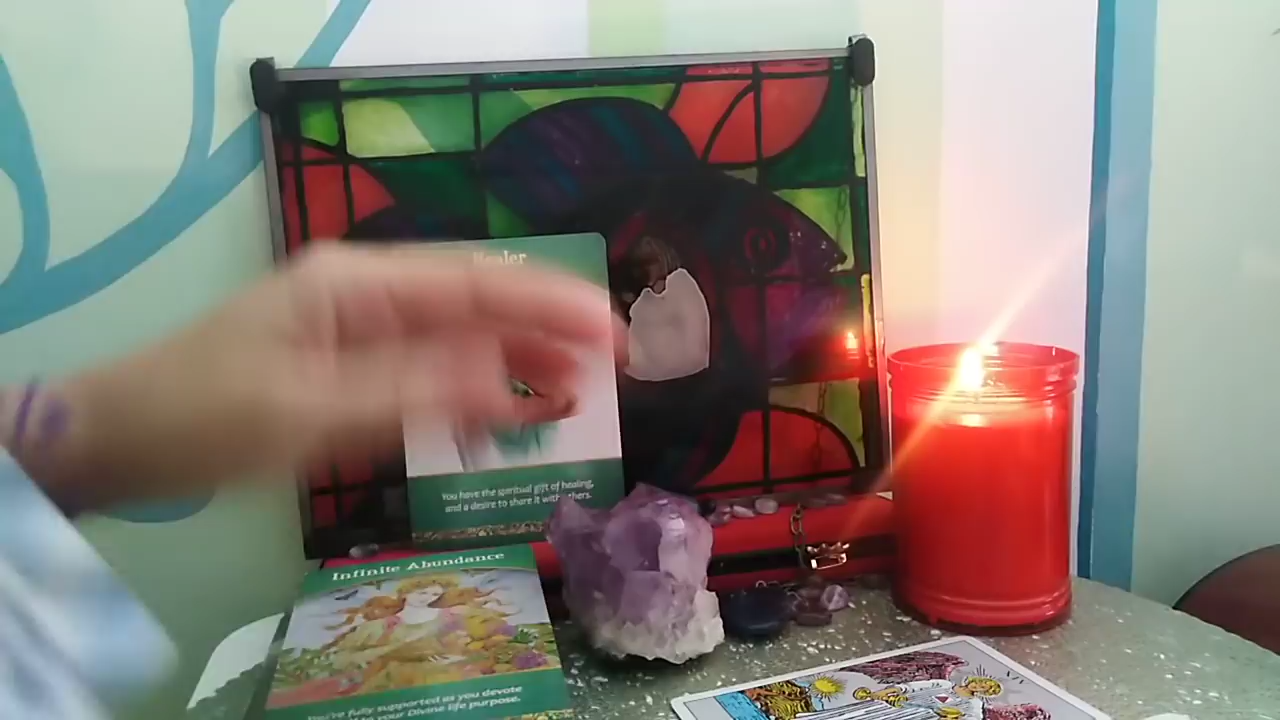 Healer
You have the spiritual gift of healing,
and a desire to share it with others.
Infinite Abundance
You're fully supported as you devote
to your Divine life purpose.
XIV